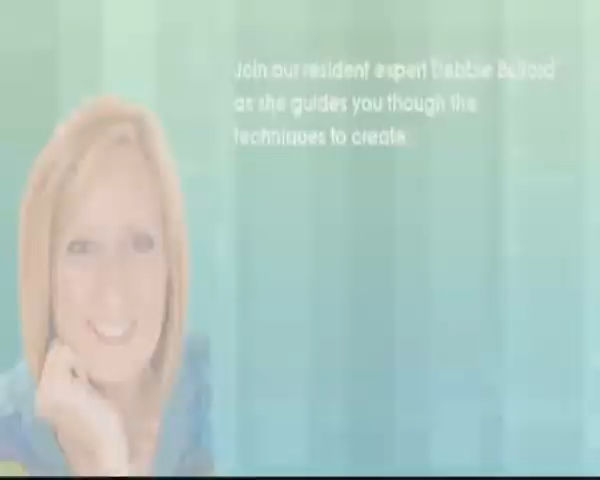 Join our resident expert Debbie
as she guides you though the
techniques to create